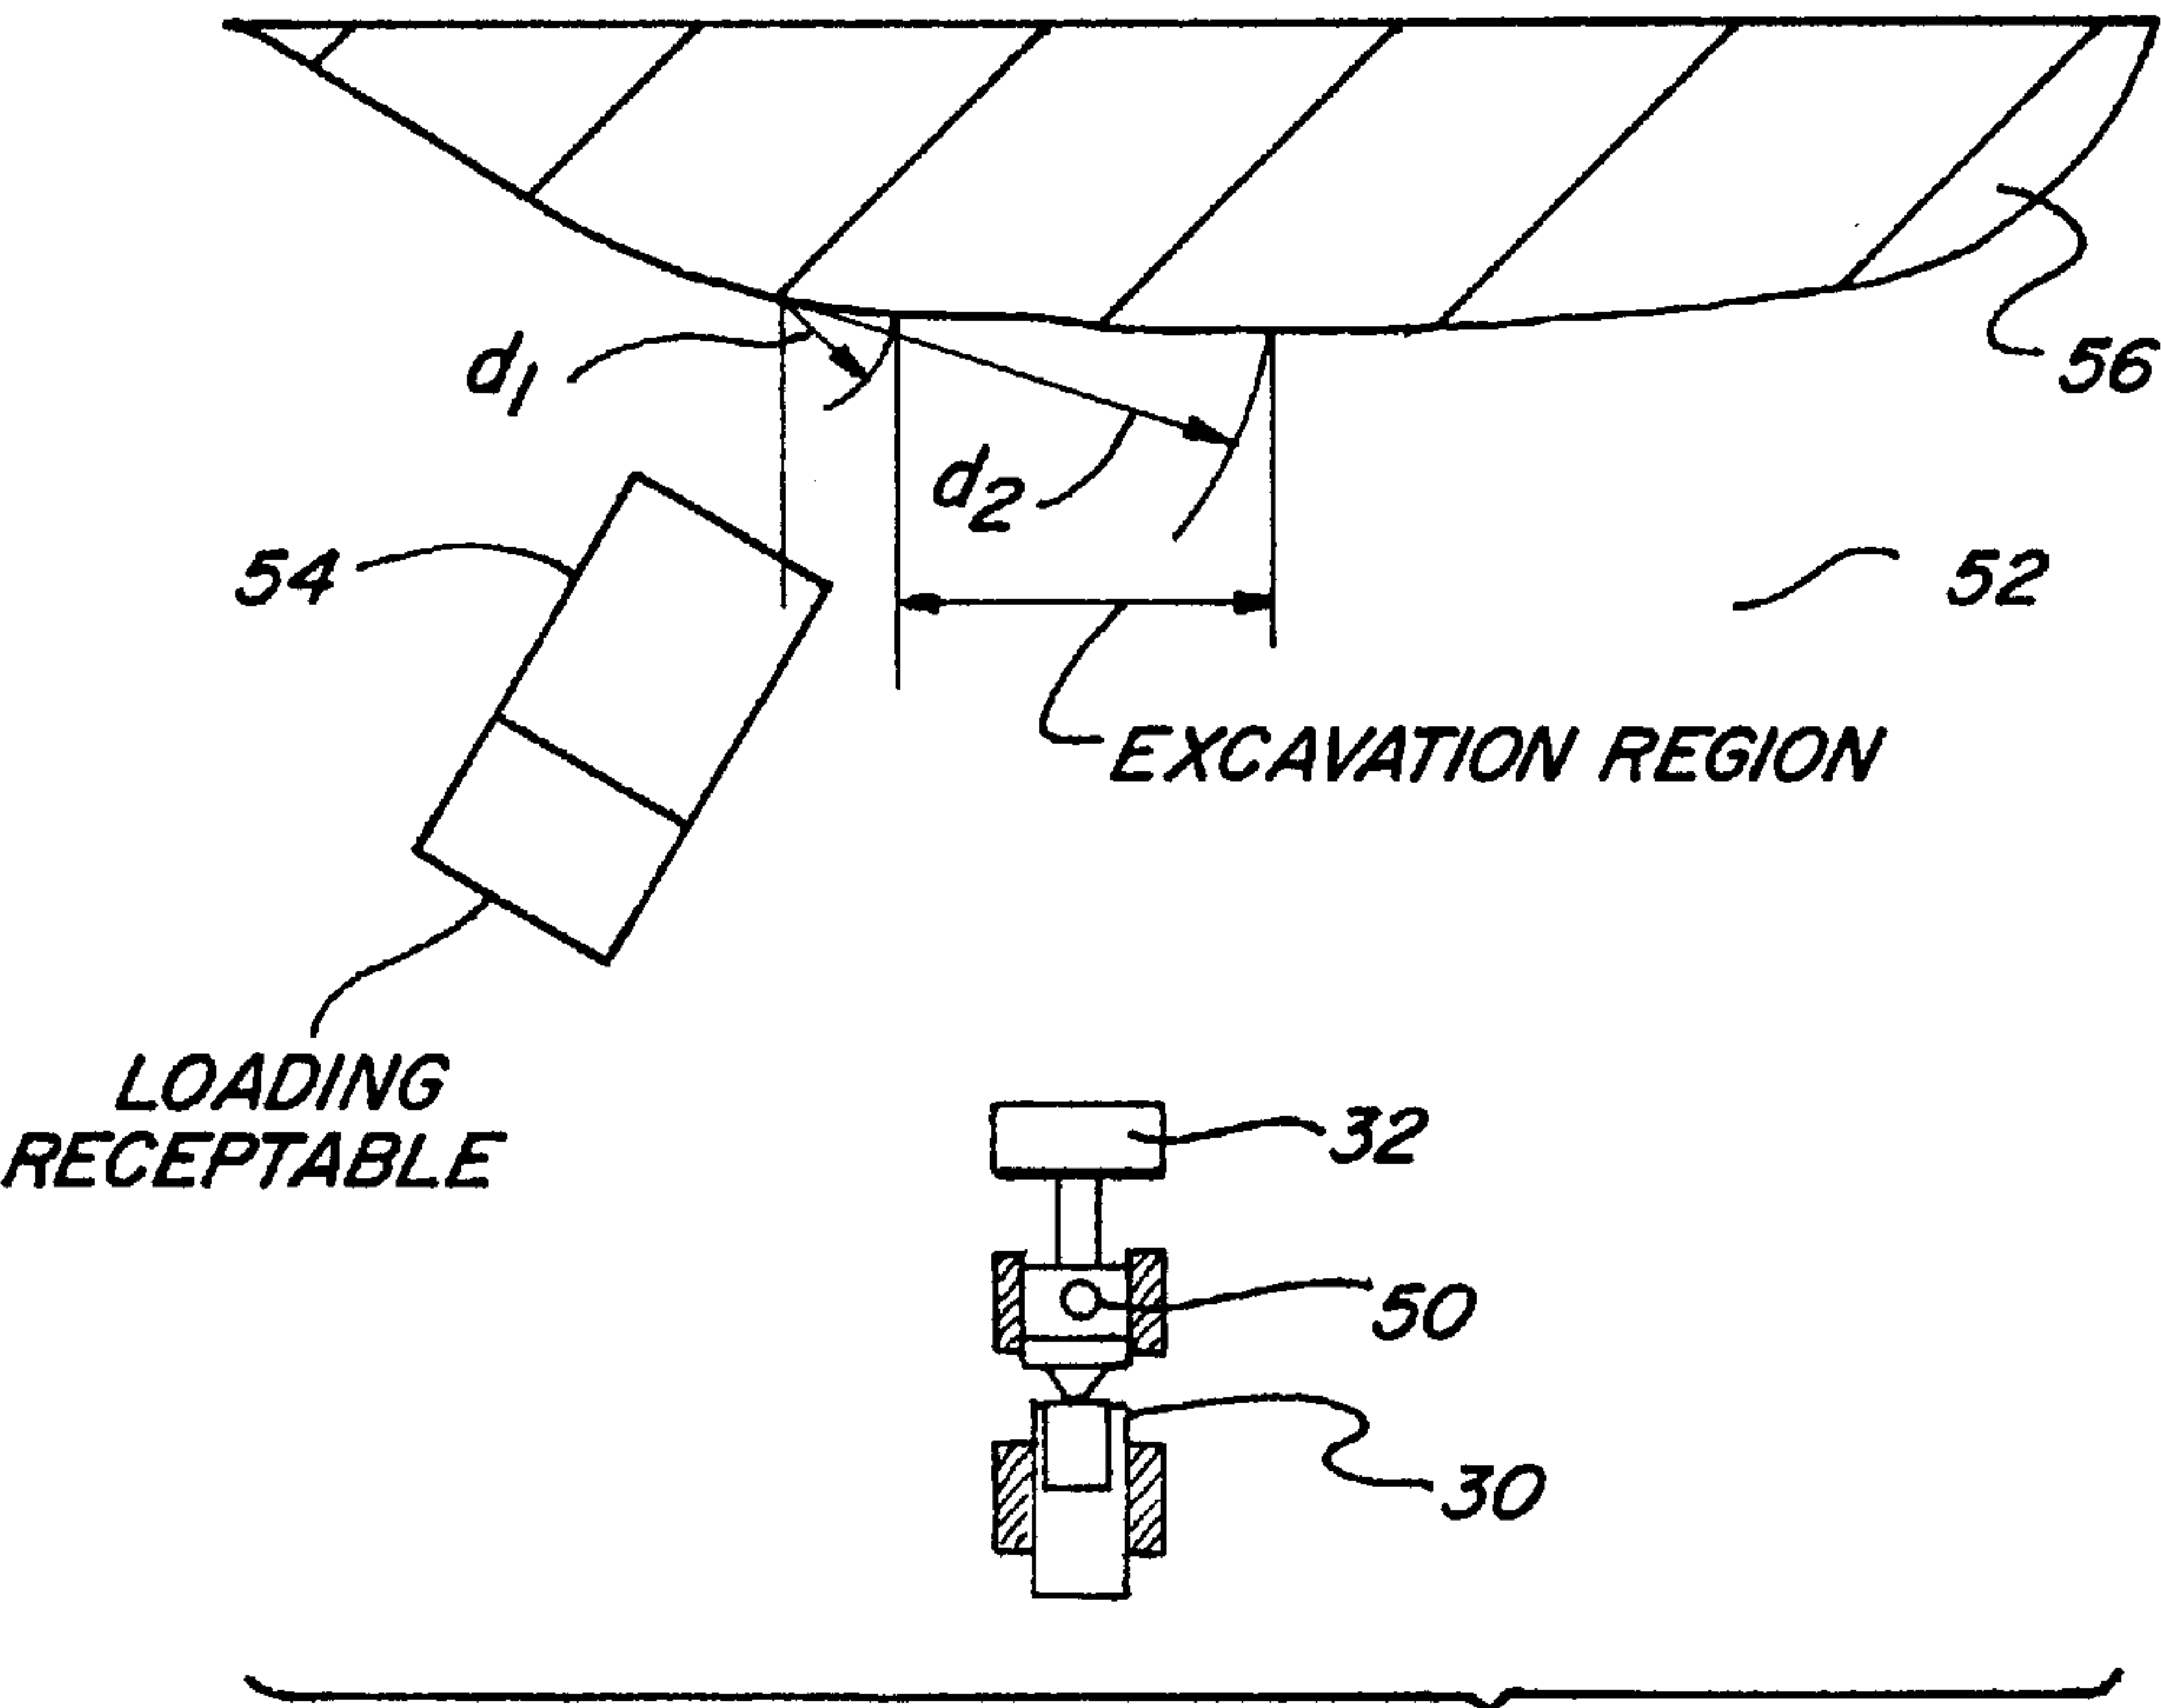 d1
56
d2
54
52
EXCAVATION REGION
LOADING
RECEPTABLE
32
50
30